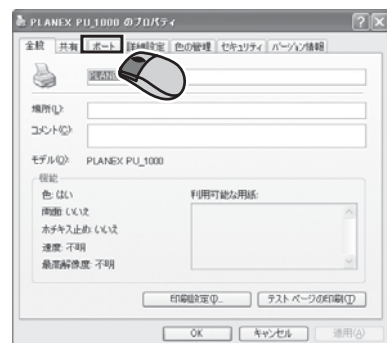 PLANEX PU_1000 のプロパティ
全般 共有 ポート 詳細設定 色の管理 セキュリティ バージョン情報
場所(L):
コメント(C):
モデル(O): PLANEX PU_1000
機能
色: はい
両面: いいえ
ホチキス止め: いいえ
速度: 不明
最高解像度: 不明
利用可能な用紙:
印刷設定(I)...
テスト ページの印刷(T)
OK キャンセル 適用(A)